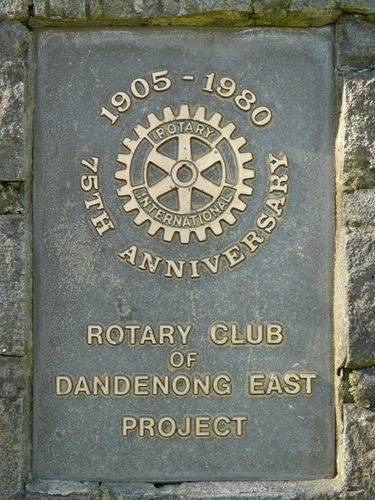 1905 - 1980
ROTARY
INTERNATIONAL
75TH ANNIVERSARY
ROTARY CLUB
OF
DANDENONG EAST
PROJECT